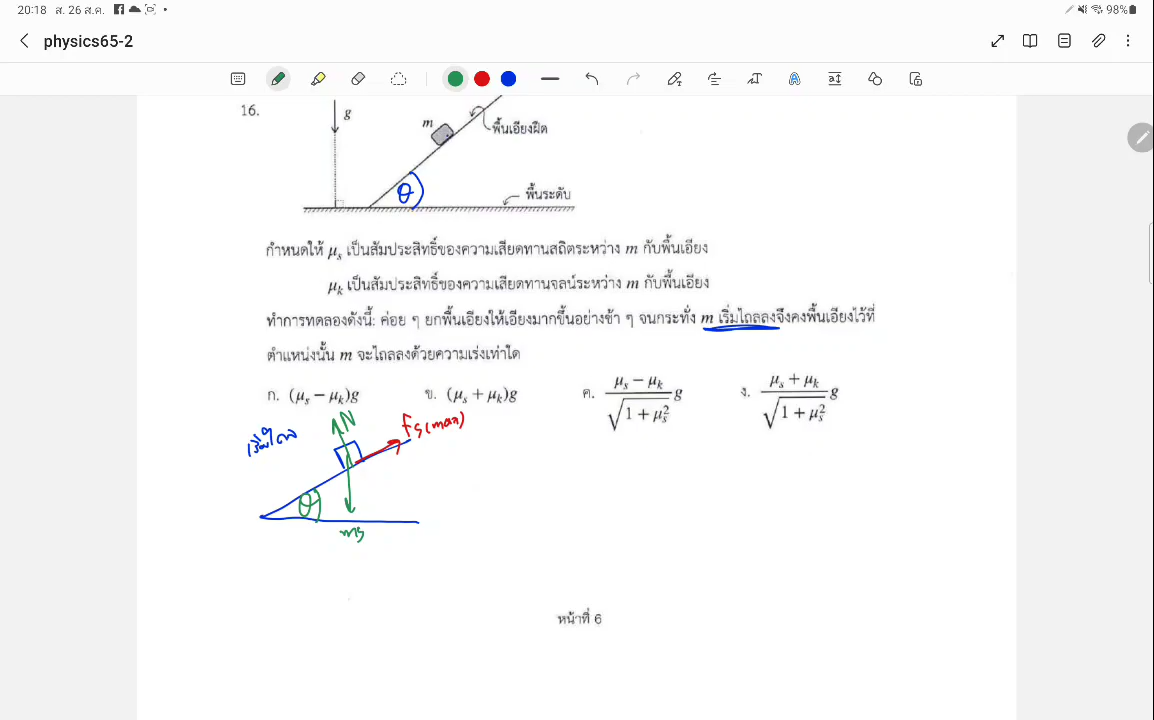 20:18 ส. 26 ส.ค. 98%
physics65-2
16.
g
m
พื้นเอียงฝืด
θ
พื้นระดับ
กำหนดให้ μs เป็นสัมประสิทธิ์ของความเสียดทานสถิตระหว่าง m กับพื้นเอียง
μk เป็นสัมประสิทธิ์ของความเสียดทานจลน์ระหว่าง m กับพื้นเอียง
ทำการทดลองดังนี้: ค่อย ๆ ยกพื้นเอียงให้เอียงมากขึ้นอย่างช้า ๆ จนกระทั่ง m เริ่มไถลลงจึงคงพื้นเอียงไว้ที่
ตำแหน่งนั้น m จะไถลลงด้วยความเร่งเท่าใด
ก. (μs − μk)g ข. (μs + μk)g ค. (μs − μk)/√(1 + μs²) g ง. (μs + μk)/√(1 + μs²) g
เริ่มไถล
N
fs(max)
θ
mg
หน้าที่ 6